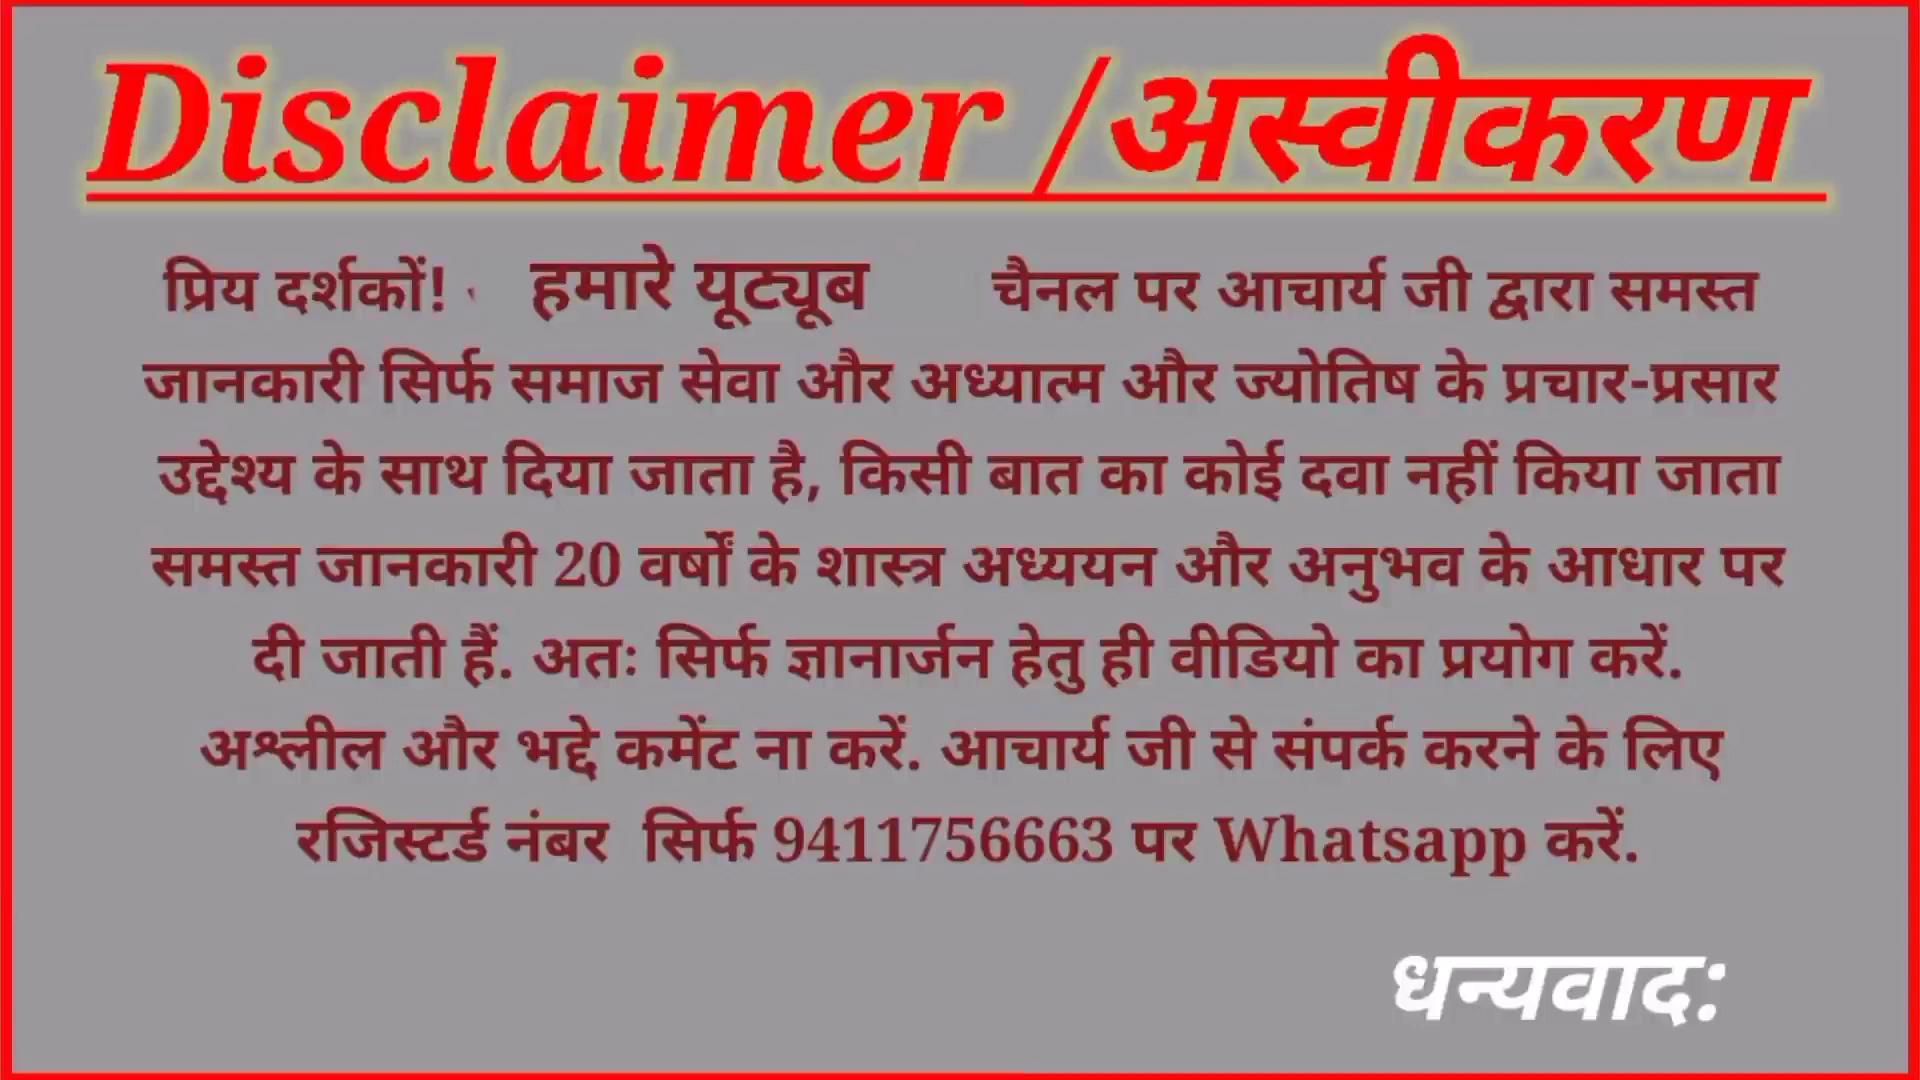 Disclaimer /अस्वीकरण
प्रिय दर्शकों! हमारे यूट्यूब चैनल पर आचार्य जी द्वारा समस्त
जानकारी सिर्फ समाज सेवा और अध्यात्म और ज्योतिष के प्रचार-प्रसार
उद्देश्य के साथ दिया जाता है, किसी बात का कोई दवा नहीं किया जाता
समस्त जानकारी 20 वर्षों के शास्त्र अध्ययन और अनुभव के आधार पर
दी जाती हैं. अतः सिर्फ ज्ञानार्जन हेतु ही वीडियो का प्रयोग करें.
अश्लील और भद्दे कमेंट ना करें. आचार्य जी से संपर्क करने के लिए
रजिस्टर्ड नंबर सिर्फ 9411756663 पर Whatsapp करें.
धन्यवाद: